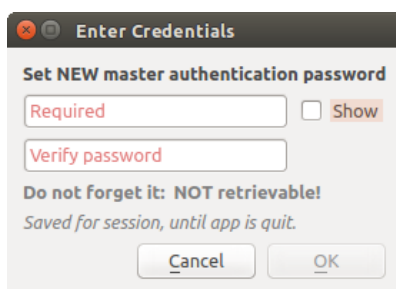 Enter Credentials
Set NEW master authentication password
Required Show
Verify password
Do not forget it: NOT retrievable!
Saved for session, until app is quit.
Cancel OK